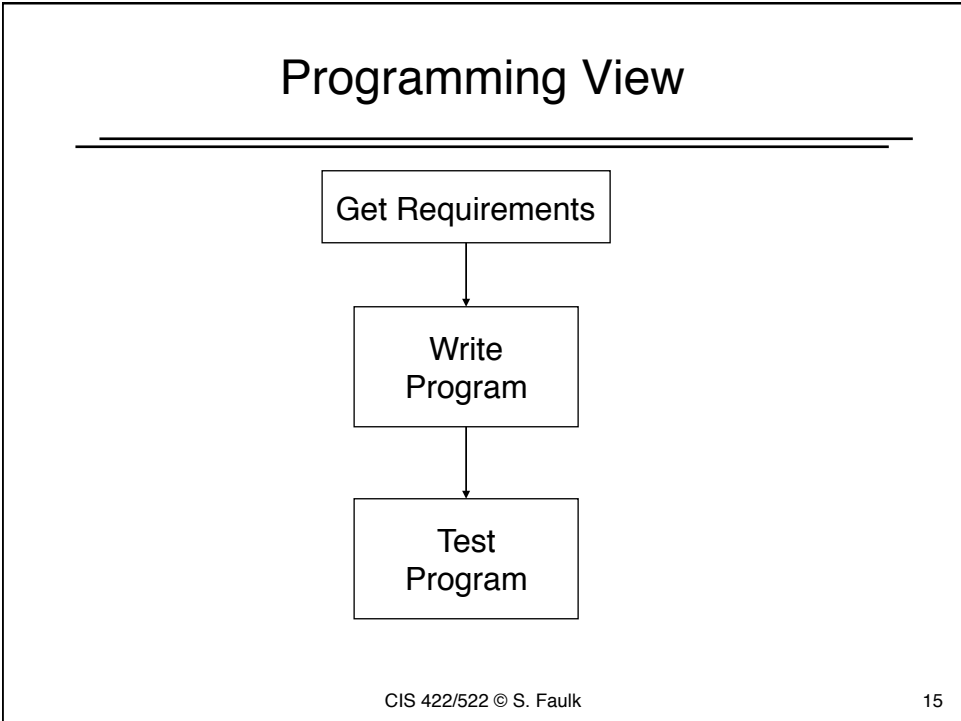 Programming View
Get Requirements
Write
Program
Test
Program
CIS 422/522 © S. Faulk
15